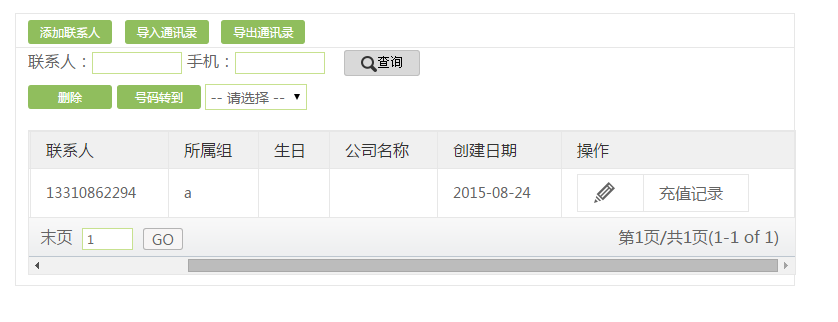 添加联系人 导入通讯录 导出通讯录
联系人： 手机： 查询
删除 号码转到 -- 请选择 --
联系人 所属组 生日 公司名称 创建日期 操作
13310862294 a 2015-08-24 充值记录
末页 1 GO 第1页/共1页(1-1 of 1)